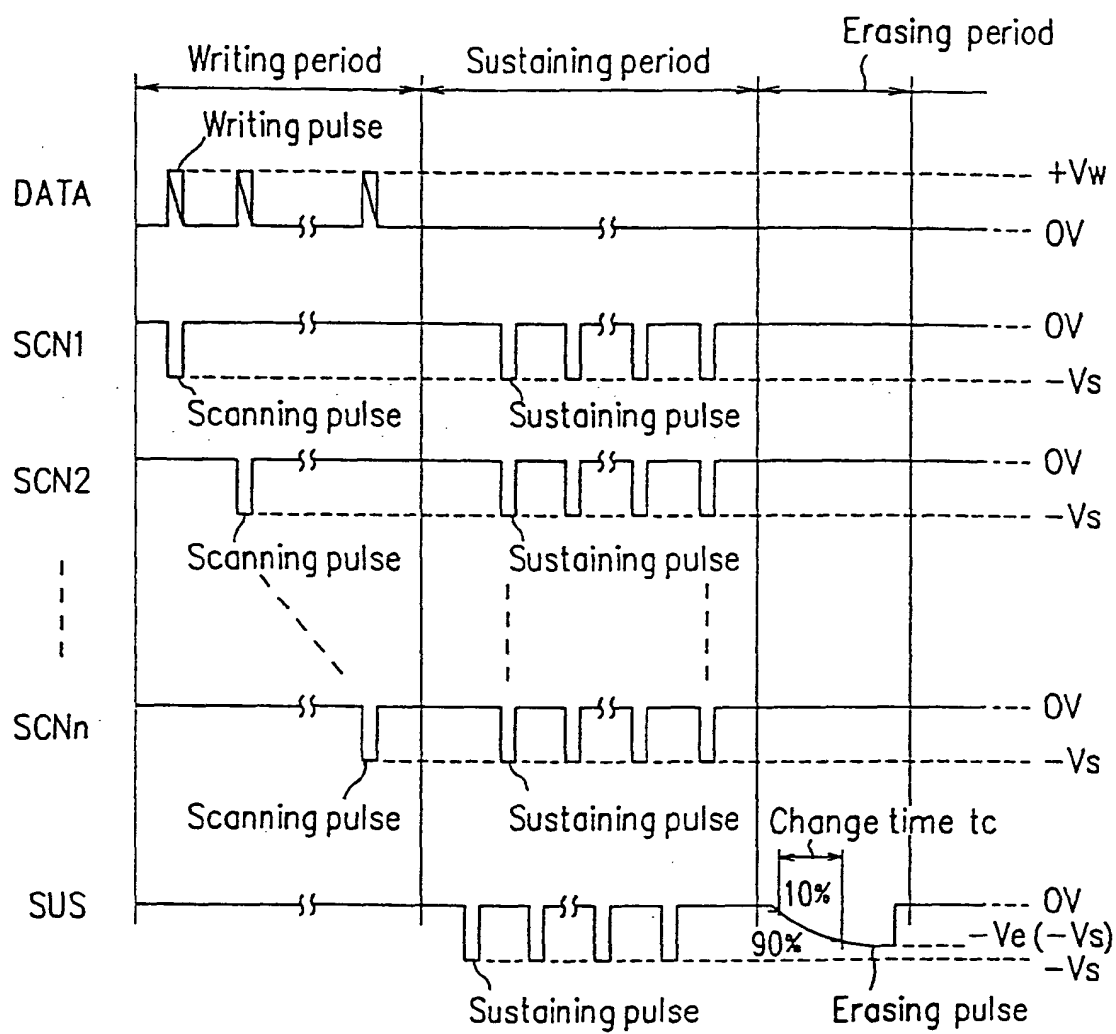 Erasing period
Writing period
Sustaining period
Writing pulse
DATA
+Vw
0V
SCN1
0V
-Vs
Scanning pulse
Sustaining pulse
SCN2
0V
-Vs
Scanning pulse
Sustaining pulse
SCNn
0V
-Vs
Scanning pulse
Sustaining pulse
Change time tc
SUS
10%
0V
90%
-Ve (-Vs)
-Vs
Sustaining pulse
Erasing pulse